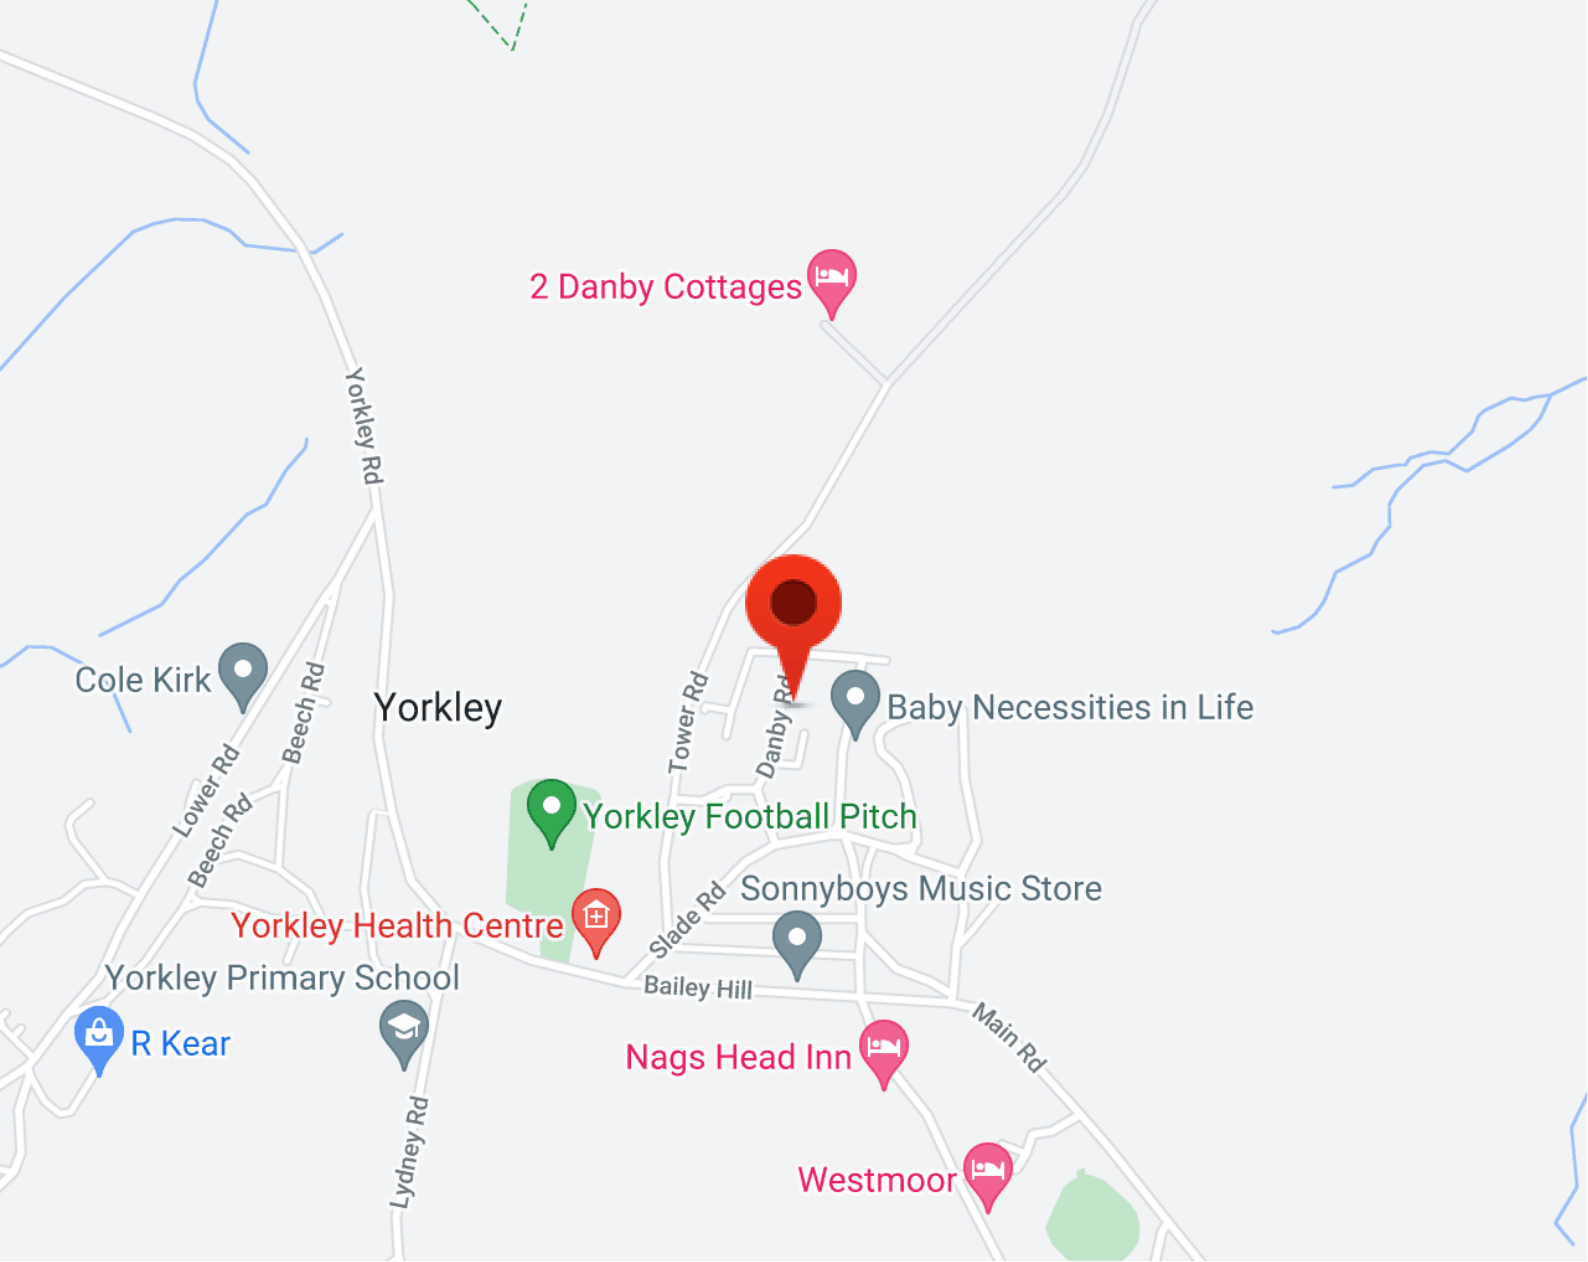 2 Danby Cottages
Yorkley Rd
Cole Kirk
Beech Rd
Yorkley
Tower Rd
Danby Rd
Baby Necessities in Life
Lower Rd
Beech Rd
Yorkley Football Pitch
Sonnyboys Music Store
Slade Rd
Yorkley Health Centre
Yorkley Primary School
Bailey Hill
Main Rd
R Kear
Nags Head Inn
Lydney Rd
Westmoor